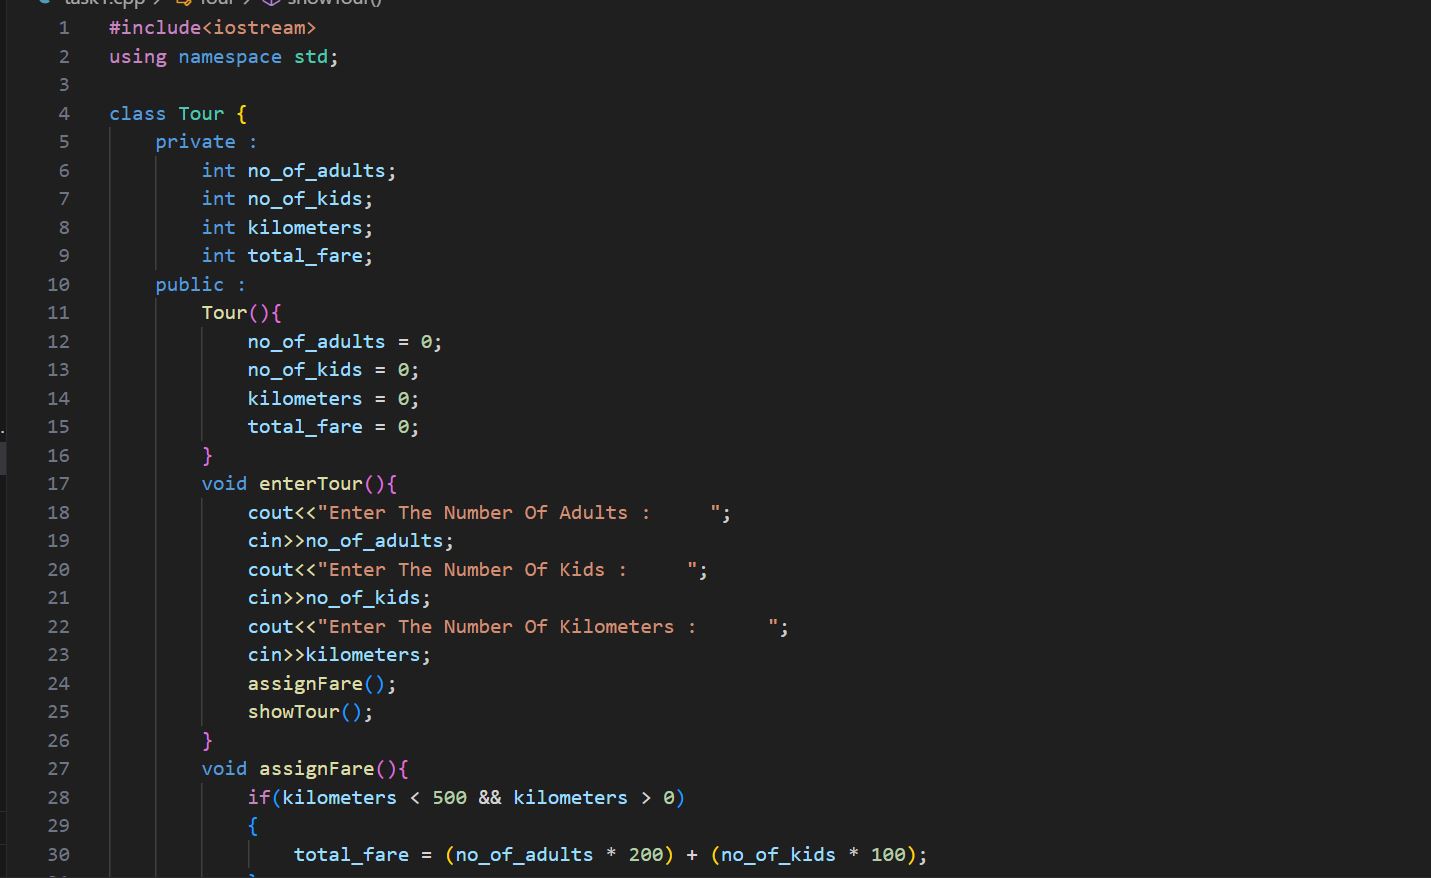 task1.cpp > Tour > showTour()
1 #include<iostream>
2 using namespace std;
3
4 class Tour {
5 private :
6 int no_of_adults;
7 int no_of_kids;
8 int kilometers;
9 int total_fare;
10 public :
11 Tour(){
12 no_of_adults = 0;
13 no_of_kids = 0;
14 kilometers = 0;
15 total_fare = 0;
16 }
17 void enterTour(){
18 cout<<"Enter The Number Of Adults :     ";
19 cin>>no_of_adults;
20 cout<<"Enter The Number Of Kids :     ";
21 cin>>no_of_kids;
22 cout<<"Enter The Number Of Kilometers :      ";
23 cin>>kilometers;
24 assignFare();
25 showTour();
26 }
27 void assignFare(){
28 if(kilometers < 500 && kilometers > 0)
29 {
30 total_fare = (no_of_adults * 200) + (no_of_kids * 100);